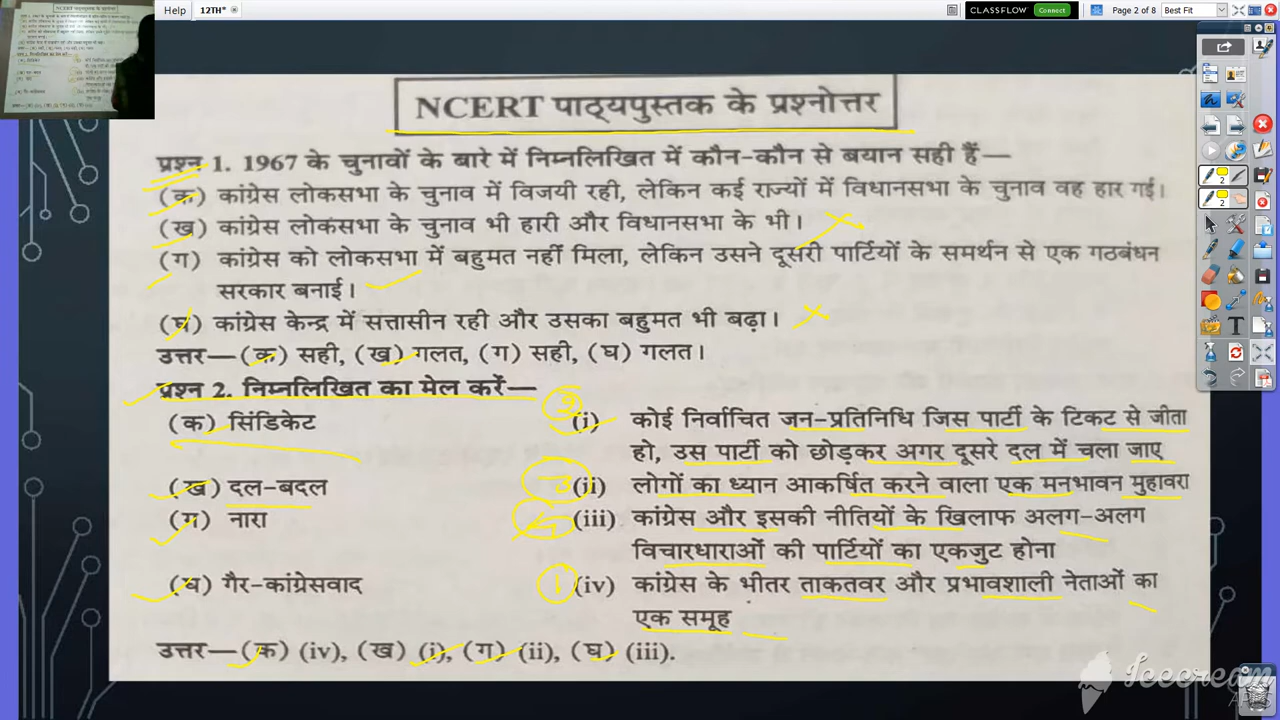 Help
12TH*
CLASSFLOW Connect
Page 2 of 8
Best Fit
NCERT पाठ्यपुस्तक के प्रश्नोत्तर
प्रश्न 1. 1967 के चुनावों के बारे में निम्नलिखित में कौन-कौन से बयान सही हैं—
(क) कांग्रेस लोकसभा के चुनाव में विजयी रही, लेकिन कई राज्यों में विधानसभा के चुनाव वह हार गई।
(ख) कांग्रेस लोकसभा के चुनाव भी हारी और विधानसभा के भी।
(ग) कांग्रेस को लोकसभा में बहुमत नहीं मिला, लेकिन उसने दूसरी पार्टियों के समर्थन से एक गठबंधन
सरकार बनाई।
(घ) कांग्रेस केन्द्र में सत्तासीन रही और उसका बहुमत भी बढ़ा।
उत्तर—(क) सही, (ख) गलत, (ग) सही, (घ) गलत।
प्रश्न 2. निम्नलिखित का मेल करें—
(क) सिंडिकेट
(i) कोई निर्वाचित जन-प्रतिनिधि जिस पार्टी के टिकट से जीता
हो, उस पार्टी को छोड़कर अगर दूसरे दल में चला जाए
(ख) दल-बदल
(ii) लोगों का ध्यान आकर्षित करने वाला एक मनभावन मुहावरा
(ग) नारा
(iii) कांग्रेस और इसकी नीतियों के खिलाफ अलग-अलग
विचारधाराओं की पार्टियों का एकजुट होना
(घ) गैर-कांग्रेसवाद
(iv) कांग्रेस के भीतर ताकतवर और प्रभावशाली नेताओं का
एक समूह
उत्तर—(क) (iv), (ख) (i), (ग) (ii), (घ) (iii).
Icecream
APPS